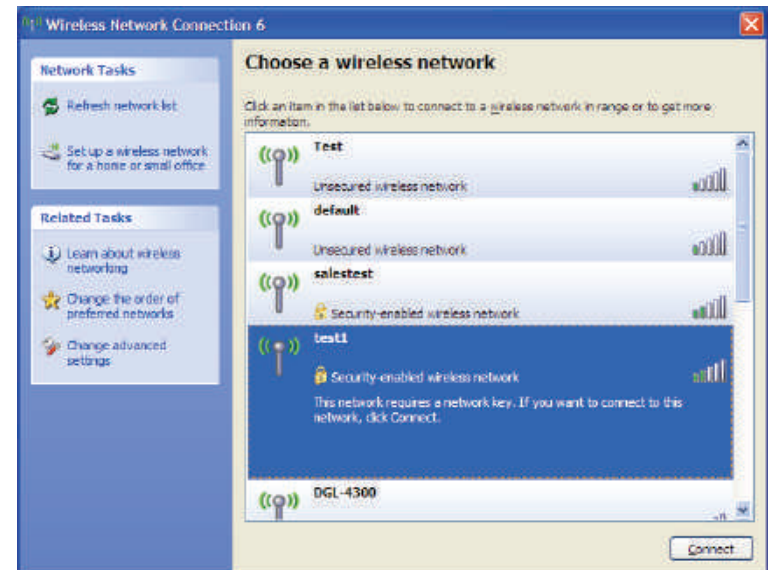 Wireless Network Connection 6
Network Tasks
Refresh network list
Set up a wireless network
for a home or small office
Related Tasks
Learn about wireless
networking
Change the order of
preferred networks
Change advanced
settings
Choose a wireless network
Click an item in the list below to connect to a wireless network in range or to get more
information.
Test
Unsecured wireless network
default
Unsecured wireless network
salestest
Security-enabled wireless network
test1
Security-enabled wireless network
This network requires a network key. If you want to connect to this
network, click Connect.
DGL-4300
Connect